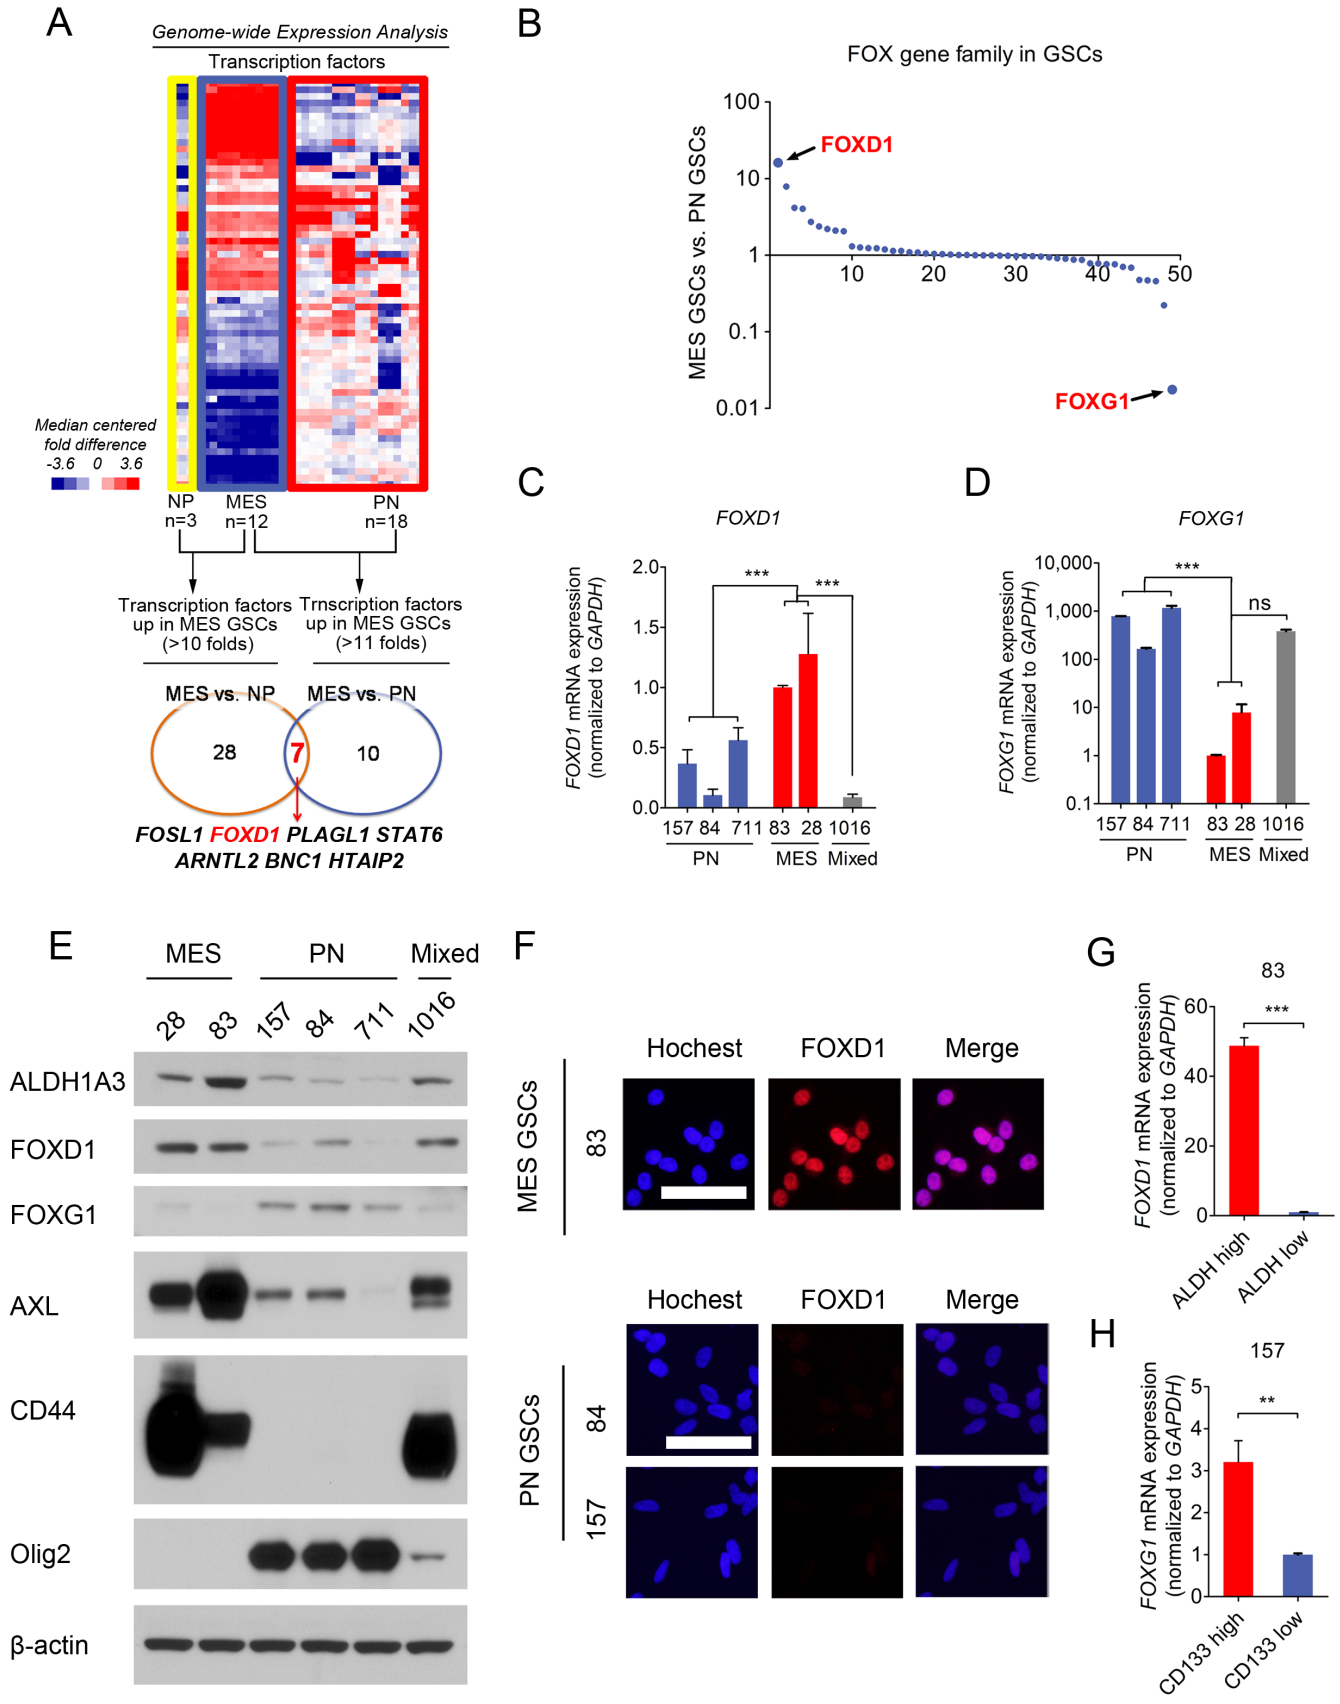 A
Genome-wide Expression Analysis
Transcription factors
Median centered
fold difference
-3.6 0 3.6
NP MES PN
n=3 n=12 n=18
Transcription factors
up in MES GSCs
(>10 folds)
Trnscription factors
up in MES GSCs
(>11 folds)
MES vs. NP MES vs. PN
28 7 10
FOSL1 FOXD1 PLAGL1 STAT6
ARNTL2 BNC1 HTAIP2
B
FOX gene family in GSCs
MES GSCs vs. PN GSCs
100
10
1
0.1
0.01
10 20 30 40 50
FOXD1
FOXG1
C
FOXD1
FOXD1 mRNA expression
(normalized to GAPDH)
2.0
1.5
1.0
0.5
0.0
*** ***
157 84 711 83 28 1016
PN MES Mixed
D
FOXG1
FOXG1 mRNA expression
(normalized to GAPDH)
10,000
1,000
100
10
1
0.1
*** ns
157 84 711 83 28 1016
PN MES Mixed
E
MES PN Mixed
28 83 157 84 711 1016
ALDH1A3
FOXD1
FOXG1
AXL
CD44
Olig2
β-actin
F
Hochest FOXD1 Merge
MES GSCs
83
Hochest FOXD1 Merge
PN GSCs
84
157
G
83
FOXD1 mRNA expression
(normalized to GAPDH)
60
40
20
0
***
ALDH high ALDH low
H
157
FOXG1 mRNA expression
(normalized to GAPDH)
5
4
3
2
1
0
**
CD133 high CD133 low